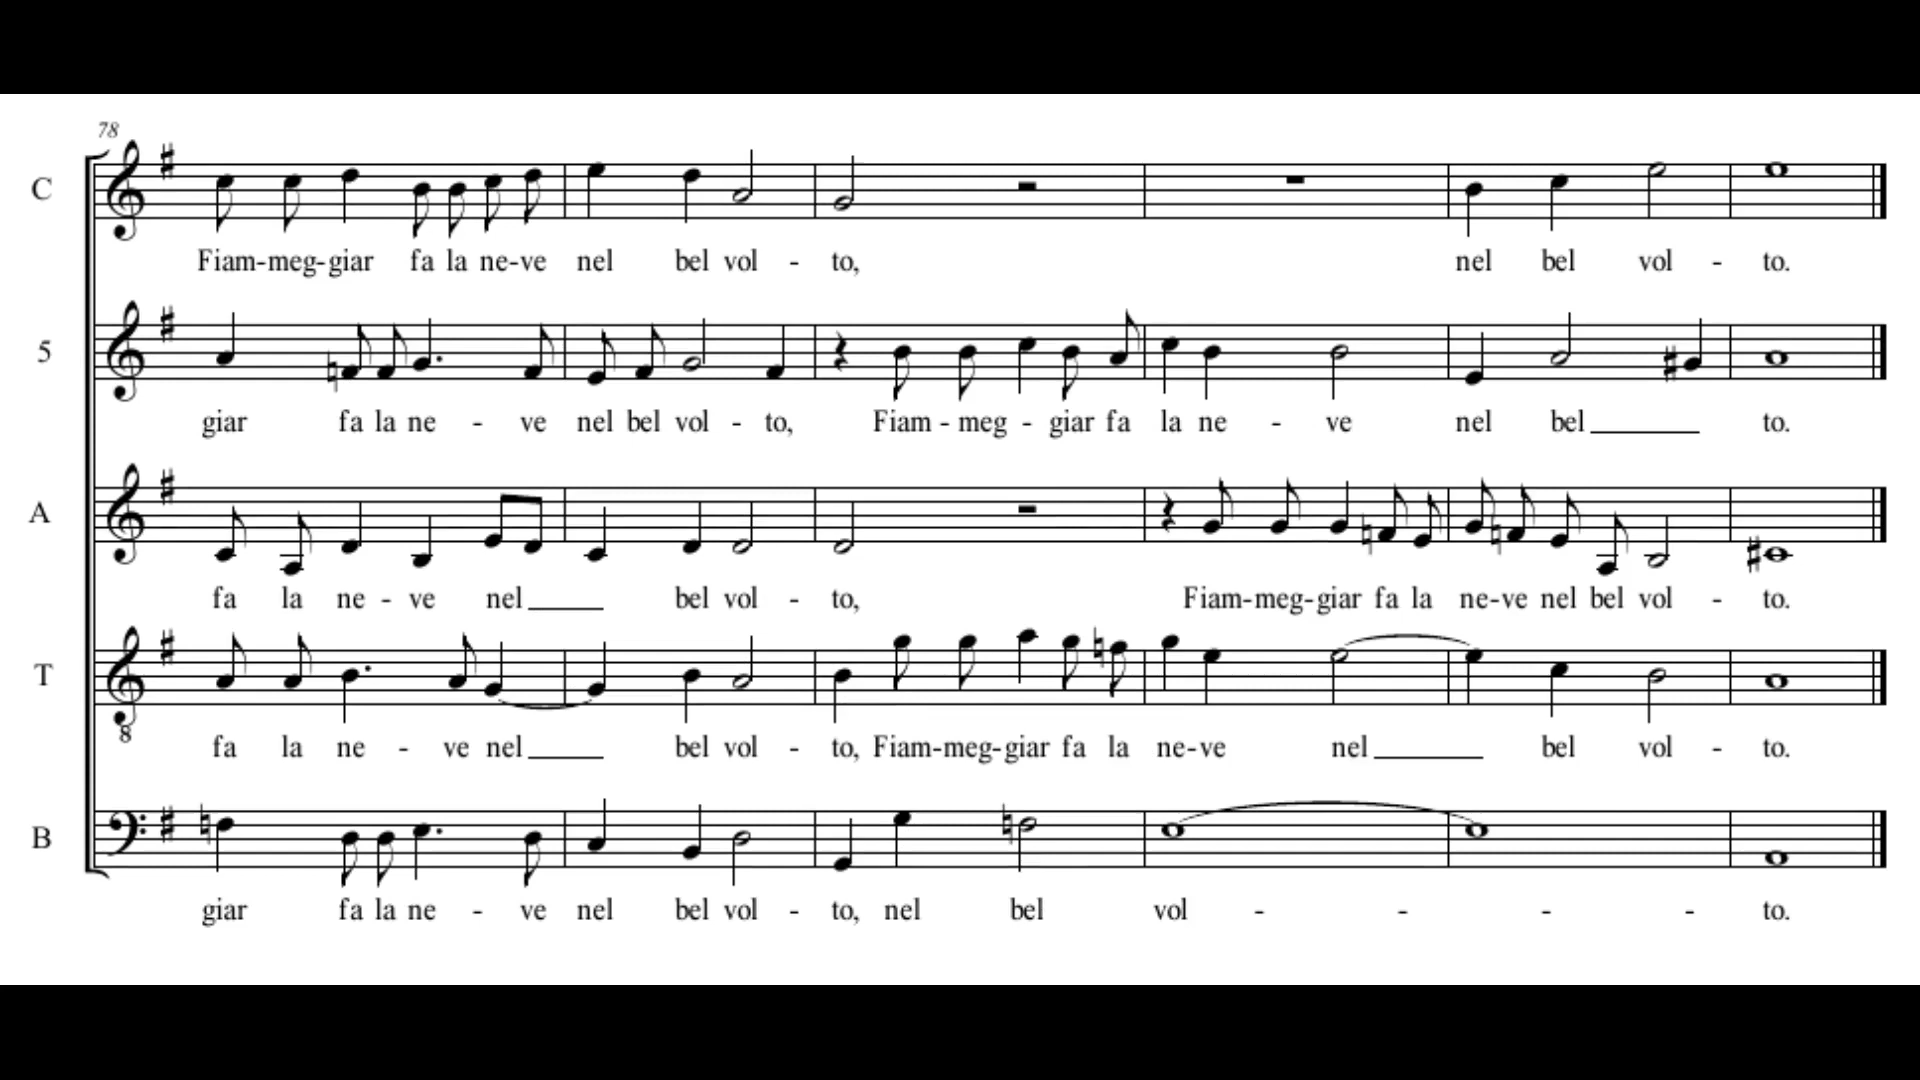 78
C
Fiam-meg-giar fa la ne-ve nel bel vol - to, nel bel vol - to.
5
giar fa la ne - ve nel bel vol - to, Fiam - meg - giar fa la ne - ve nel bel to.
A
fa la ne - ve nel bel vol - to, Fiam-meg-giar fa la ne-ve nel bel vol - to.
T
8
fa la ne - ve nel bel vol - to, Fiam-meg-giar fa la ne-ve nel bel vol - to.
B
giar fa la ne - ve nel bel vol - to, nel bel vol - - - - to.